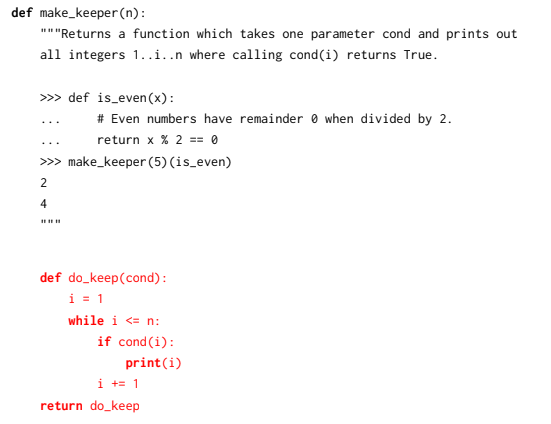 def make_keeper(n):
    """Returns a function which takes one parameter cond and prints out
    all integers 1..i..n where calling cond(i) returns True.

    >>> def is_even(x):
    ...     # Even numbers have remainder 0 when divided by 2.
    ...     return x % 2 == 0
    >>> make_keeper(5)(is_even)
    2
    4
    """

    def do_keep(cond):
        i = 1
        while i <= n:
            if cond(i):
                print(i)
            i += 1
    return do_keep